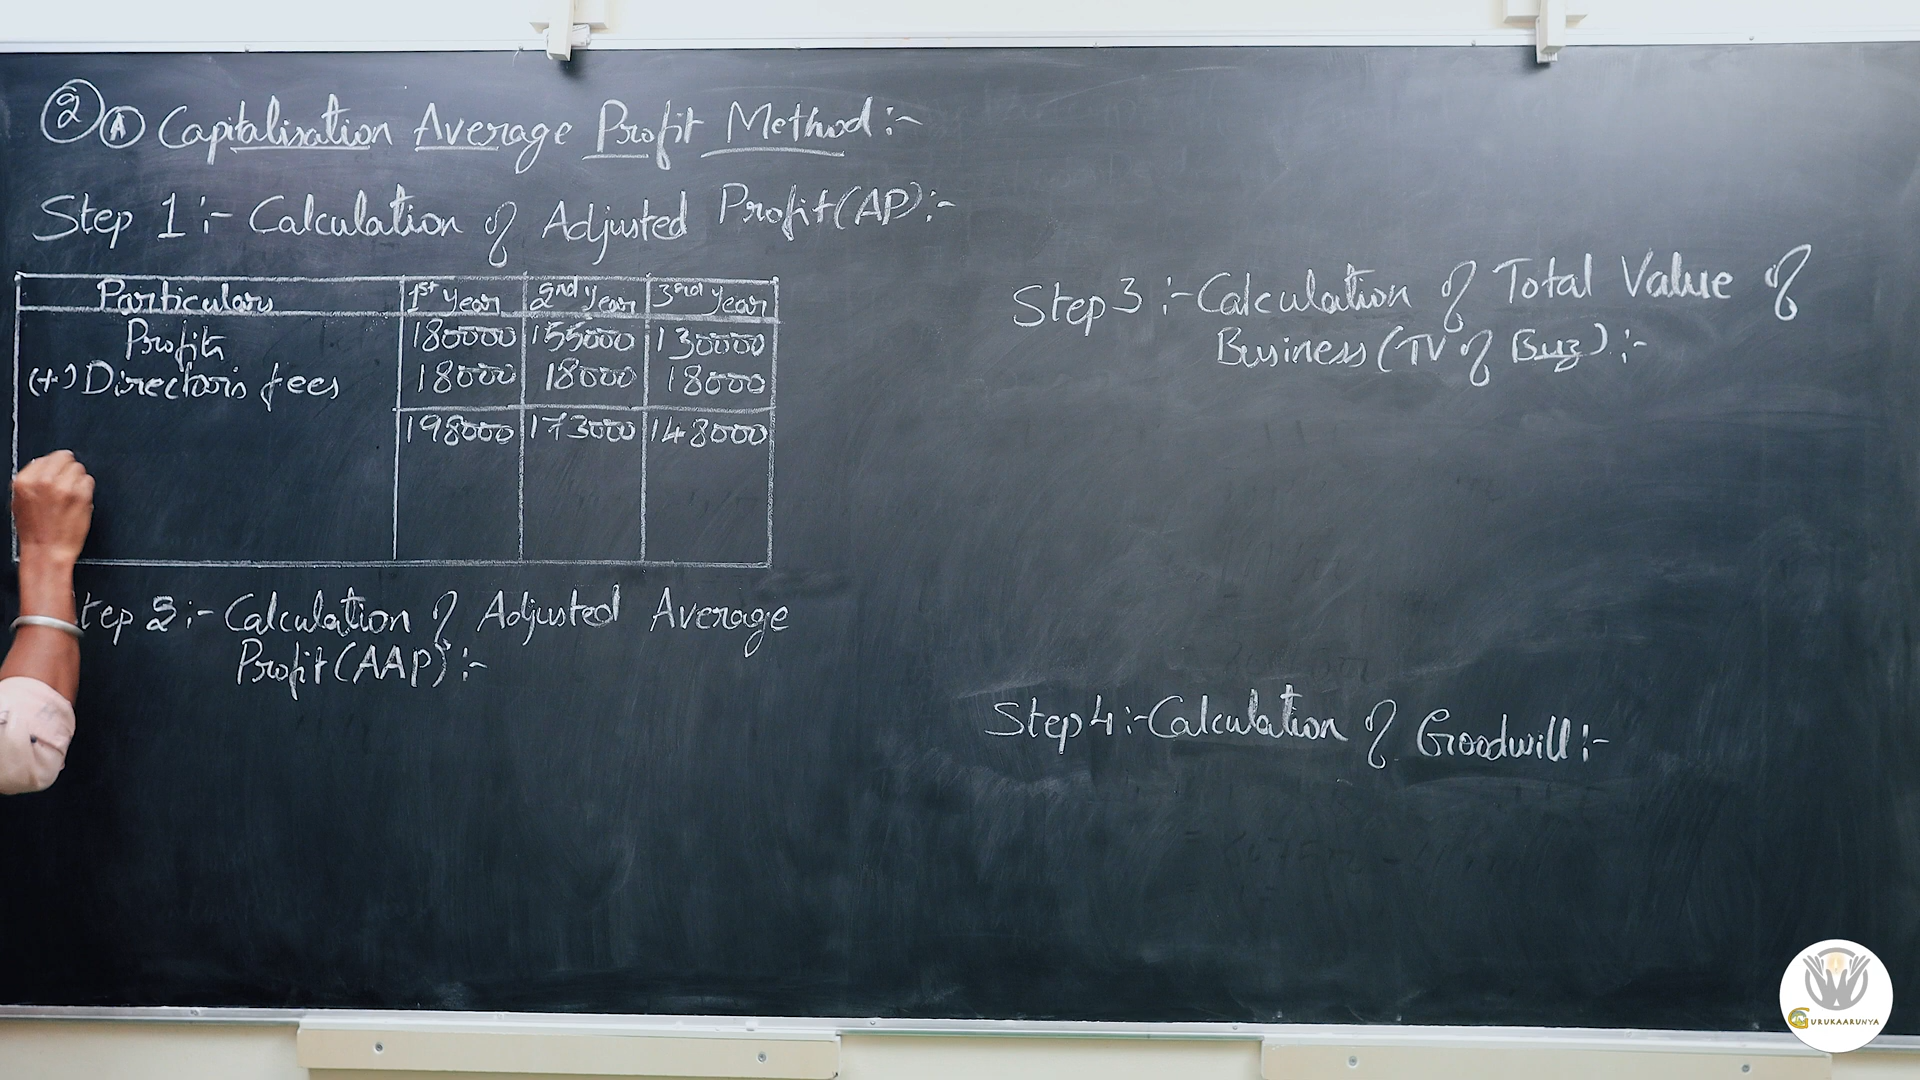 ② Ⓐ Capitalisation Average Profit Method:-
Step 1:- Calculation of Adjusted Profit(AP):-
Particulars 1st Year 2nd Year 3rd Year
Profits 180000 155000 130000
(+) Director's fees 18000 18000 18000
198000 173000 148000
tep 2:- Calculation of Adjusted Average
Profit(AAP):-
Step 3:- Calculation of Total Value of
Business (TV of Buz):-
Step 4:- Calculation of Goodwill:-
GURUKAARUNYA